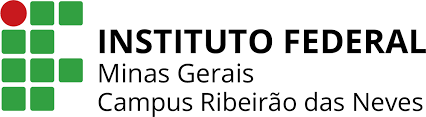 INSTITUTO FEDERAL
Minas Gerais
Campus Ribeirão das Neves